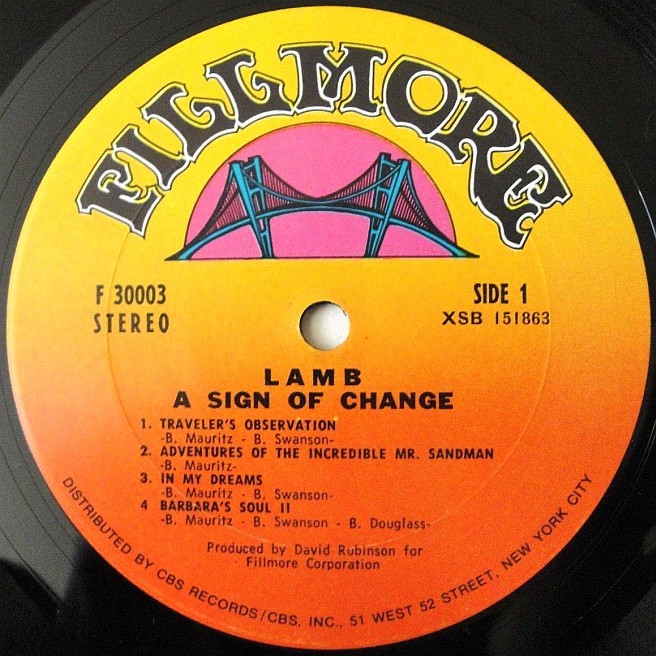 FILLMORE
F 30003
STEREO
SIDE 1
XSB 151863
LAMB
A SIGN OF CHANGE
1. TRAVELER'S OBSERVATION
-B. Mauritz - B. Swanson-
2. ADVENTURES OF THE INCREDIBLE MR. SANDMAN
-B. Mauritz-
3. IN MY DREAMS
-B. Mauritz - B. Swanson-
4 BARBARA'S SOUL II
-B. Mauritz - B. Swanson - B. Douglass-
Produced by David Rubinson for
Fillmore Corporation
DISTRIBUTED BY CBS RECORDS/CBS, INC., 51 WEST 52 STREET, NEW YORK CITY